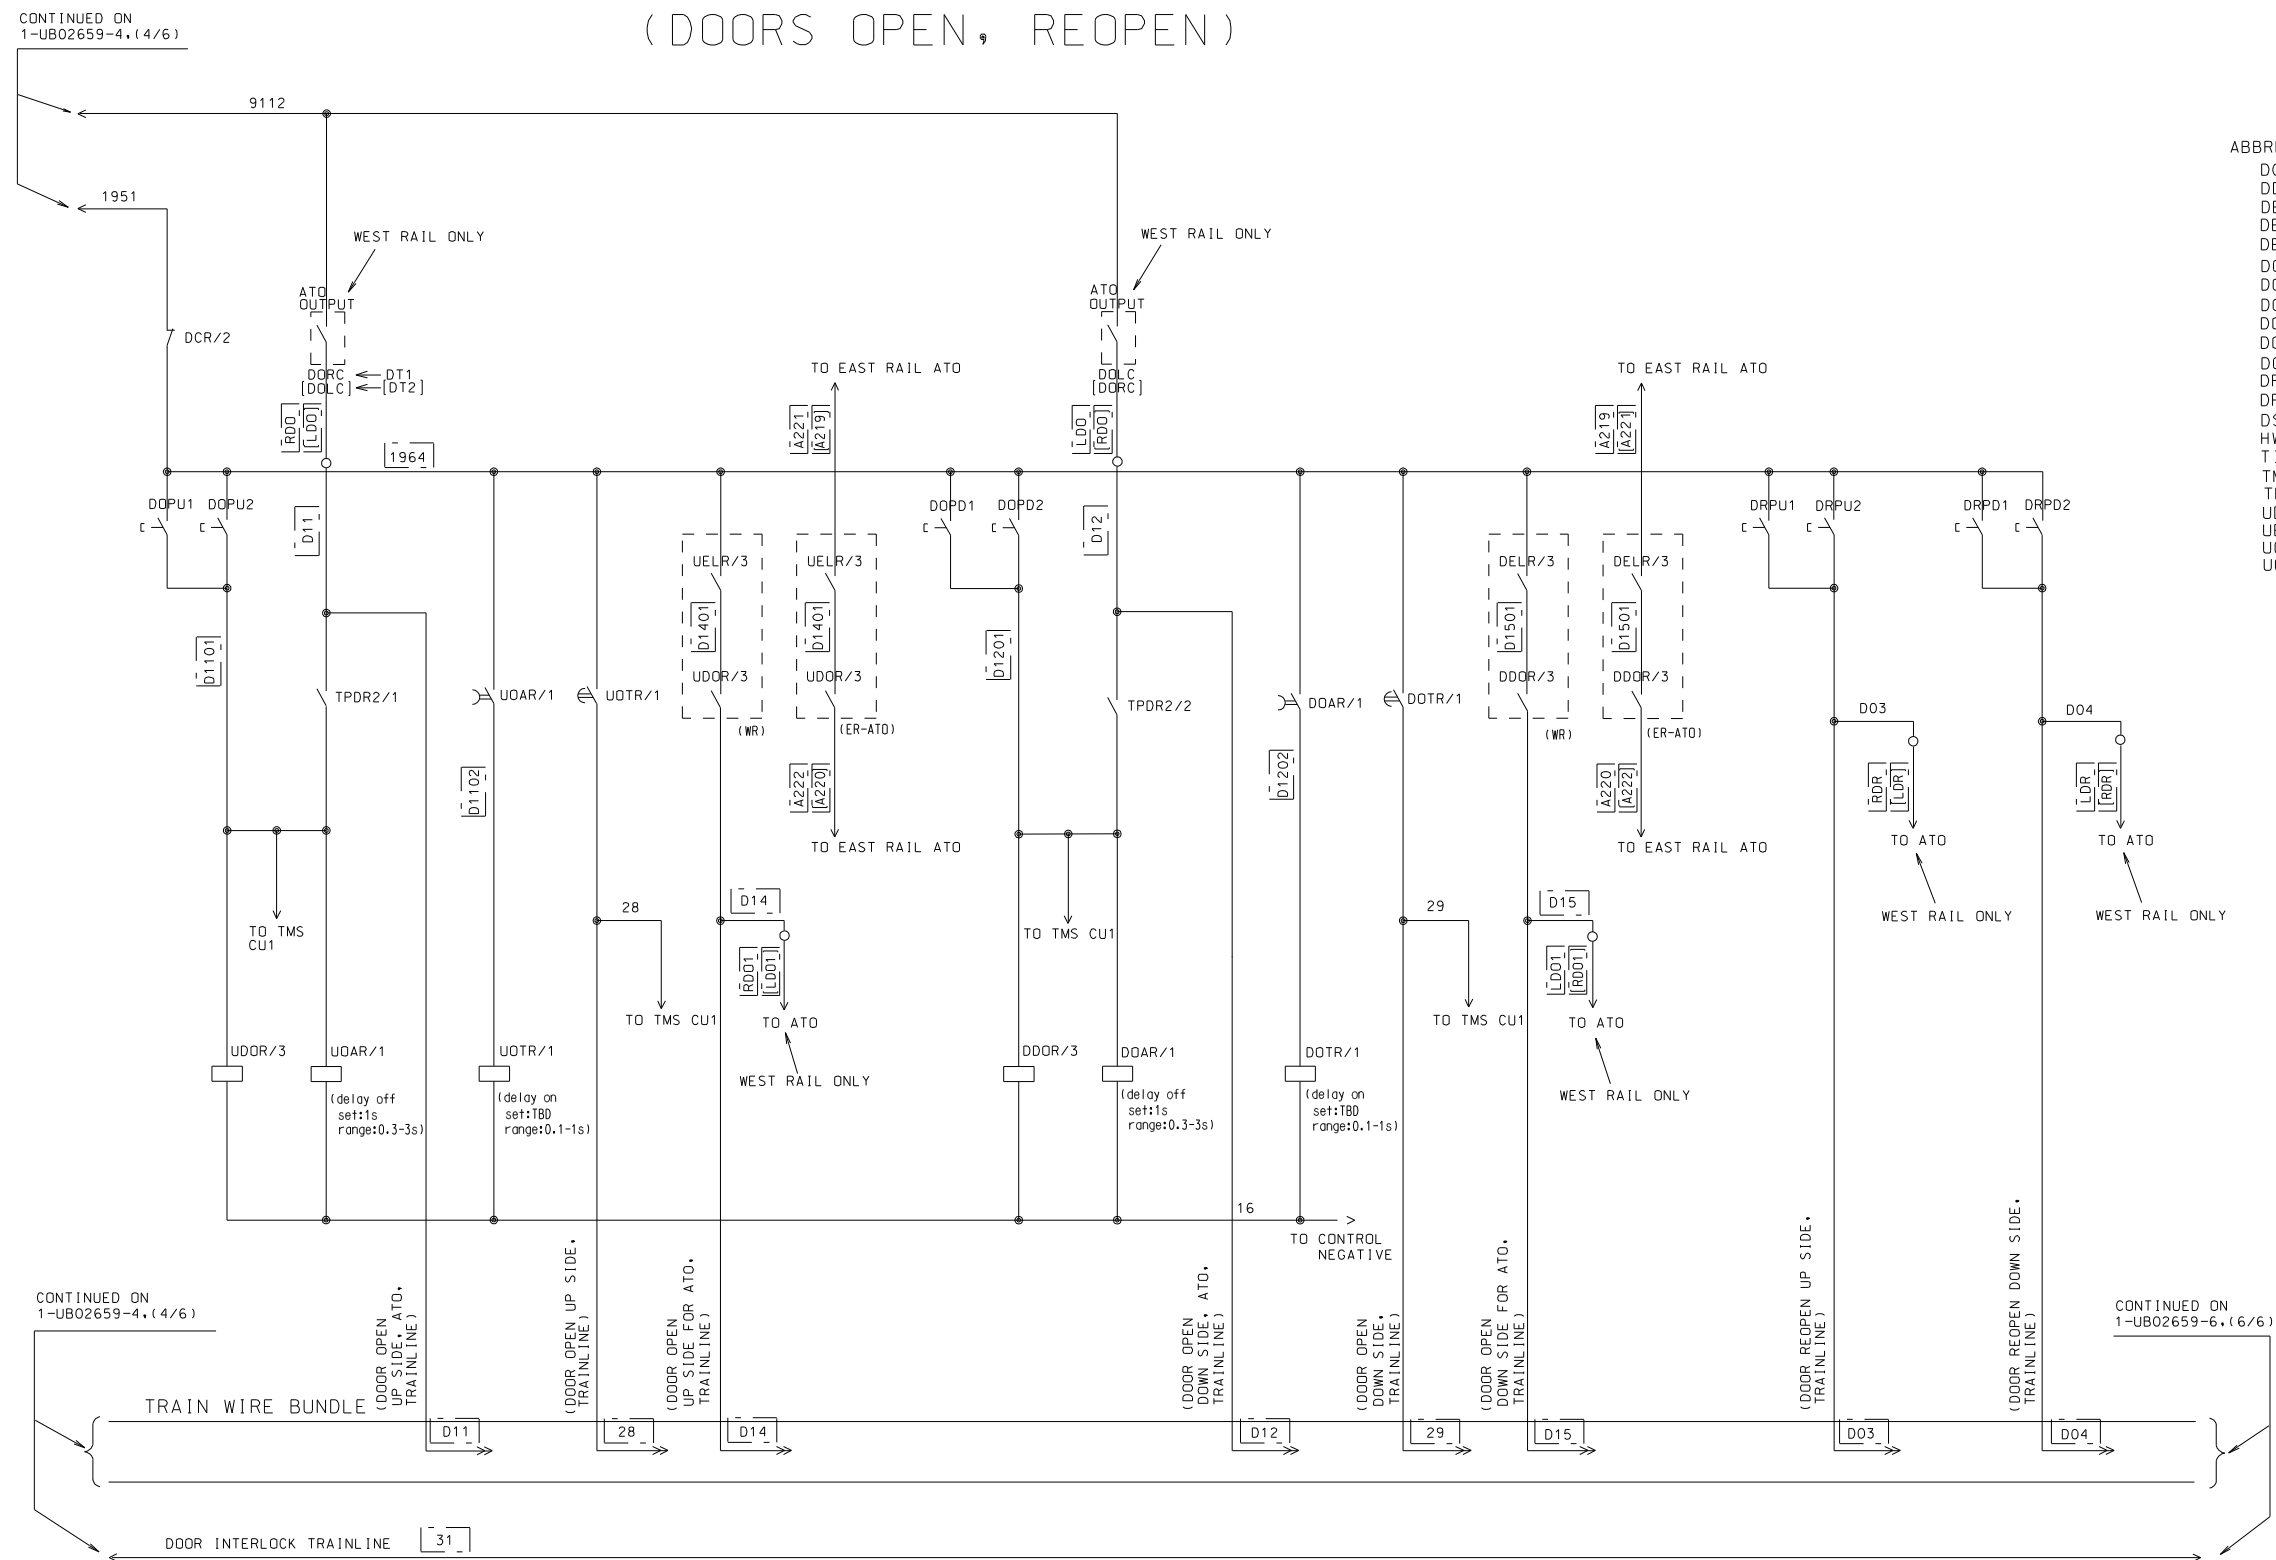 (DOORS OPEN, REOPEN)
CONTINUED ON
1-UB02659-4,(4/6)
9112
1951
ABBR
WEST RAIL ONLY
WEST RAIL ONLY
ATO
OUTPUT
ATO
OUTPUT
DCR/2
DORC
[DOLC]
DT1
[DT2]
DOLC
[DORC]
TO EAST RAIL ATO
TO EAST RAIL ATO
RDO
[LDO]
A221
[A219]
LDO
[RDO]
A219
[A221]
1964
DOPU1
DOPU2
D11
DOPD1
DOPD2
D12
DRPU1
DRPU2
DRPD1
DRPD2
UELR/3
UELR/3
DELR/3
DELR/3
D1101
D1401
D1401
D1201
D1501
D1501
TPDR2/1
UOAR/1
UOTR/1
UDOR/3
UDOR/3
TPDR2/2
DOAR/1
DOTR/1
DDOR/3
DDOR/3
(WR)
(ER-ATO)
(WR)
(ER-ATO)
D03
D04
D1102
A222
[A220]
D1202
A220
[A222]
RDR
[LDR]
LDR
[RDR]
TO EAST RAIL ATO
TO EAST RAIL ATO
TO ATO
TO ATO
WEST RAIL ONLY
WEST RAIL ONLY
TO TMS
CU1
28
D14
TO TMS CU1
29
D15
RDO1
[LDO1]
LDO1
[RDO1]
TO TMS CU1
TO ATO
TO TMS CU1
TO ATO
WEST RAIL ONLY
WEST RAIL ONLY
UDOR/3
UOAR/1
(delay off
set:1s
range:0.3-3s)
UOTR/1
(delay on
set:TBD
range:0.1-1s)
DDOR/3
DOAR/1
(delay off
set:1s
range:0.3-3s)
DOTR/1
(delay on
set:TBD
range:0.1-1s)
16
TO CONTROL
NEGATIVE
CONTINUED ON
1-UB02659-4,(4/6)
(DOOR OPEN
UP SIDE, ATO,
TRAINLINE)
(DOOR OPEN UP SIDE,
TRAINLINE)
(DOOR OPEN
UP SIDE FOR ATO,
TRAINLINE)
(DOOR OPEN
DOWN SIDE, ATO,
TRAINLINE)
(DOOR OPEN
DOWN SIDE,
TRAINLINE)
(DOOR OPEN
DOWN SIDE FOR ATO,
TRAINLINE)
(DOOR REOPEN UP SIDE,
TRAINLINE)
(DOOR REOPEN DOWN SIDE,
TRAINLINE)
CONTINUED ON
1-UB02659-6,(6/6)
TRAIN WIRE BUNDLE
D11
28
D14
D12
29
D15
D03
D04
DOOR INTERLOCK TRAINLINE
31